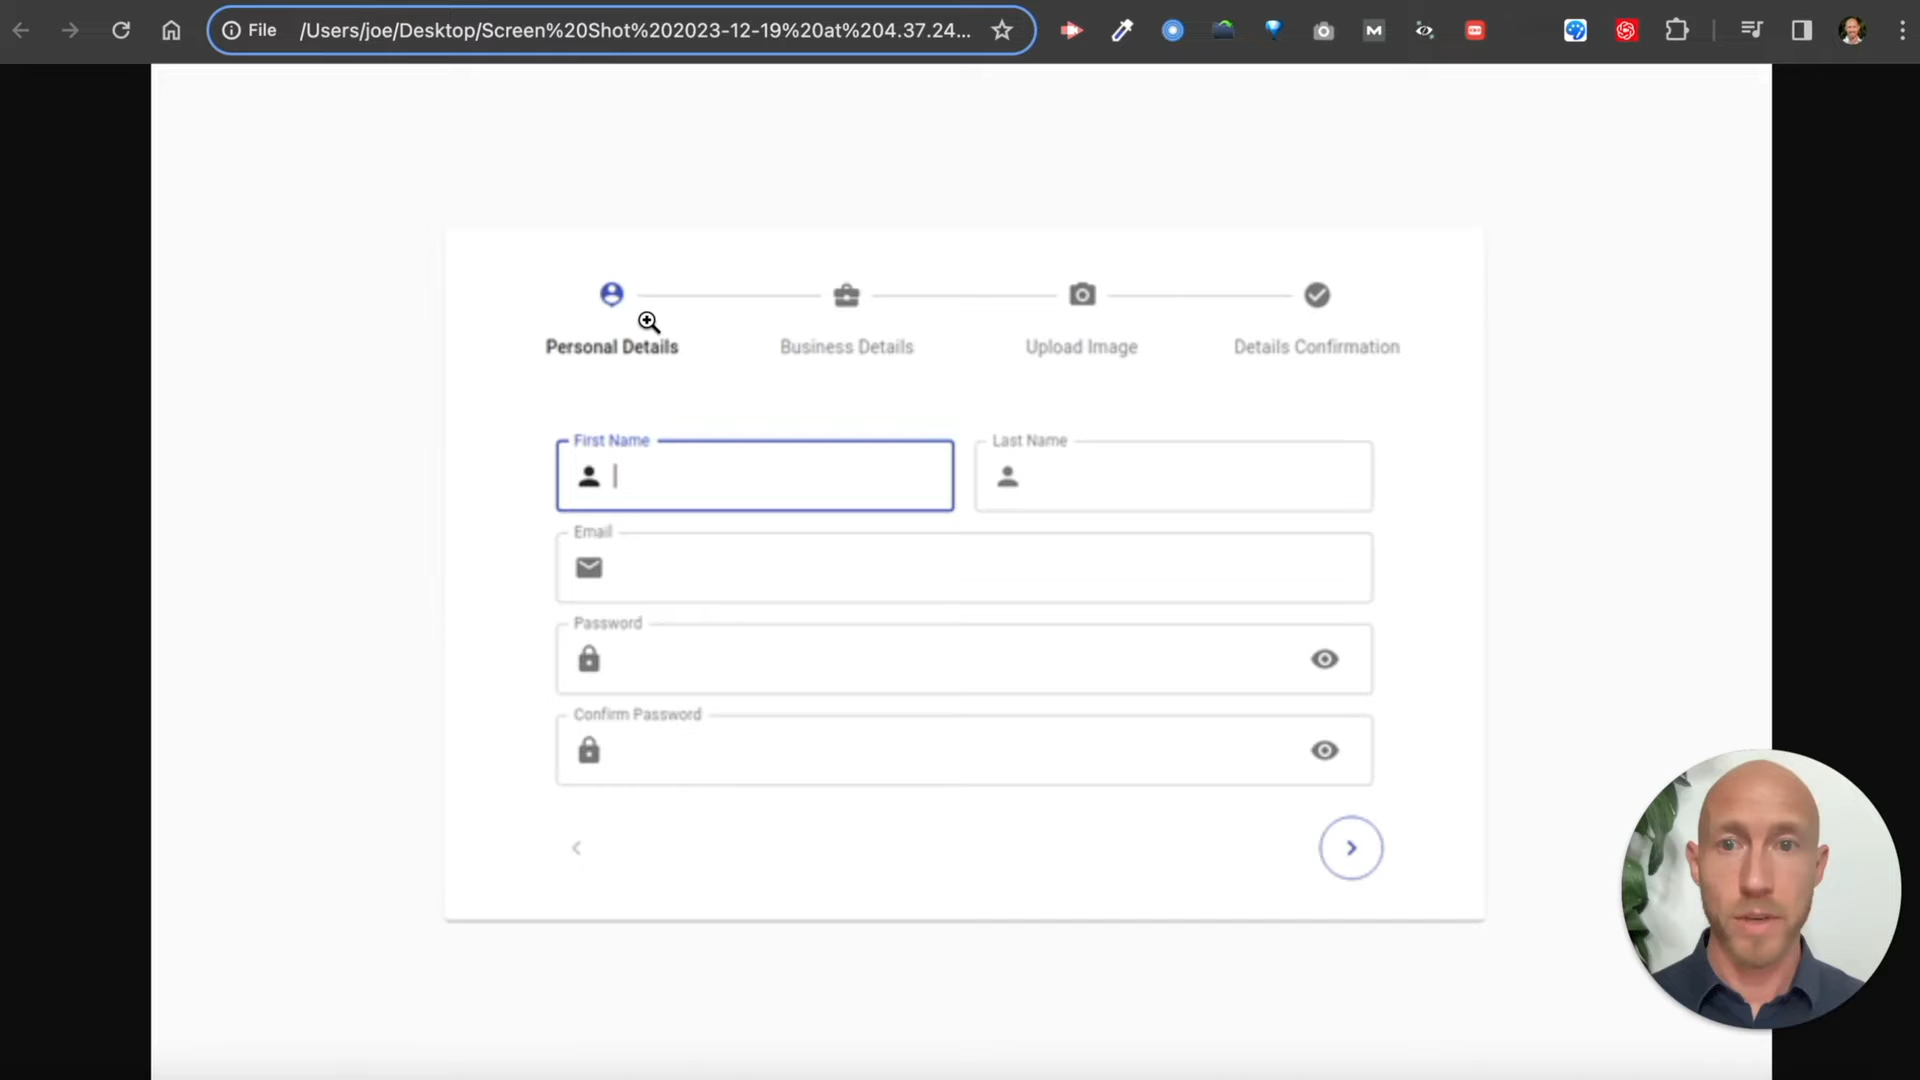 File /Users/joe/Desktop/Screen%20Shot%202023-12-19%20at%204.37.24...
Personal Details
Business Details
Upload Image
Details Confirmation
First Name
Last Name
Email
Password
Confirm Password